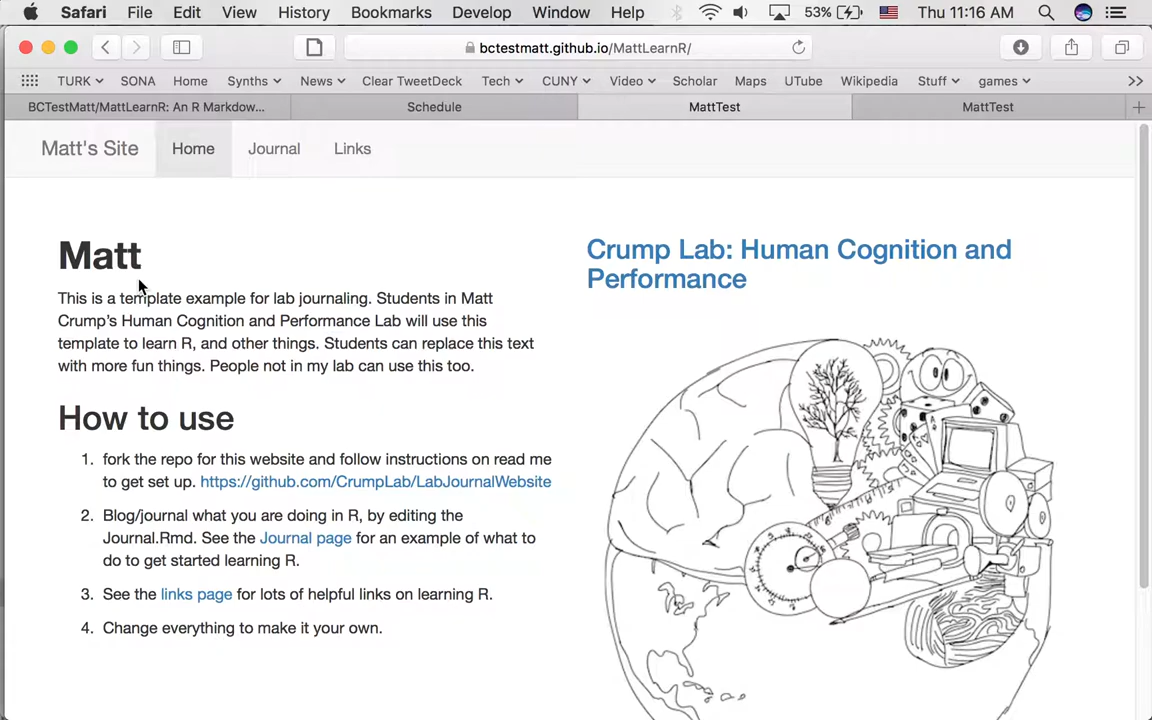 Safari File Edit View History Bookmarks Develop Window Help 53% Thu 11:16 AM
bctestmatt.github.io/MattLearnR/
TURK SONA Home Synths News Clear TweetDeck Tech CUNY Video Scholar Maps UTube Wikipedia Stuff games
BCTestMatt/MattLearnR: An R Markdow... Schedule MattTest MattTest
Matt's Site Home Journal Links
Matt
This is a template example for lab journaling. Students in Matt
Crump's Human Cognition and Performance Lab will use this
template to learn R, and other things. Students can replace this text
with more fun things. People not in my lab can use this too.
How to use
1. fork the repo for this website and follow instructions on read me
to get set up. https://github.com/CrumpLab/LabJournalWebsite
2. Blog/journal what you are doing in R, by editing the
Journal.Rmd. See the Journal page for an example of what to
do to get started learning R.
3. See the links page for lots of helpful links on learning R.
4. Change everything to make it your own.
Crump Lab: Human Cognition and
Performance